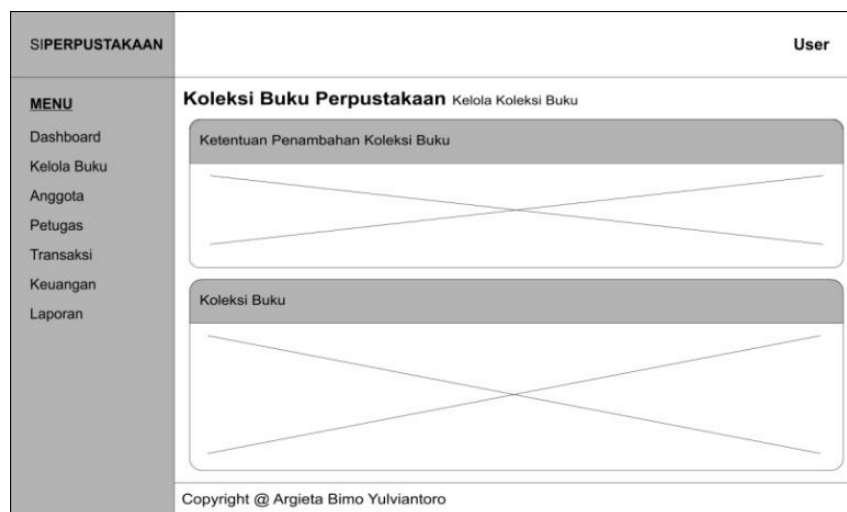 SIPERPUSTAKAAN
User
MENU
Dashboard
Kelola Buku
Anggota
Petugas
Transaksi
Keuangan
Laporan
Koleksi Buku Perpustakaan Kelola Koleksi Buku
Ketentuan Penambahan Koleksi Buku
Koleksi Buku
Copyright @ Argieta Bimo Yulviantoro